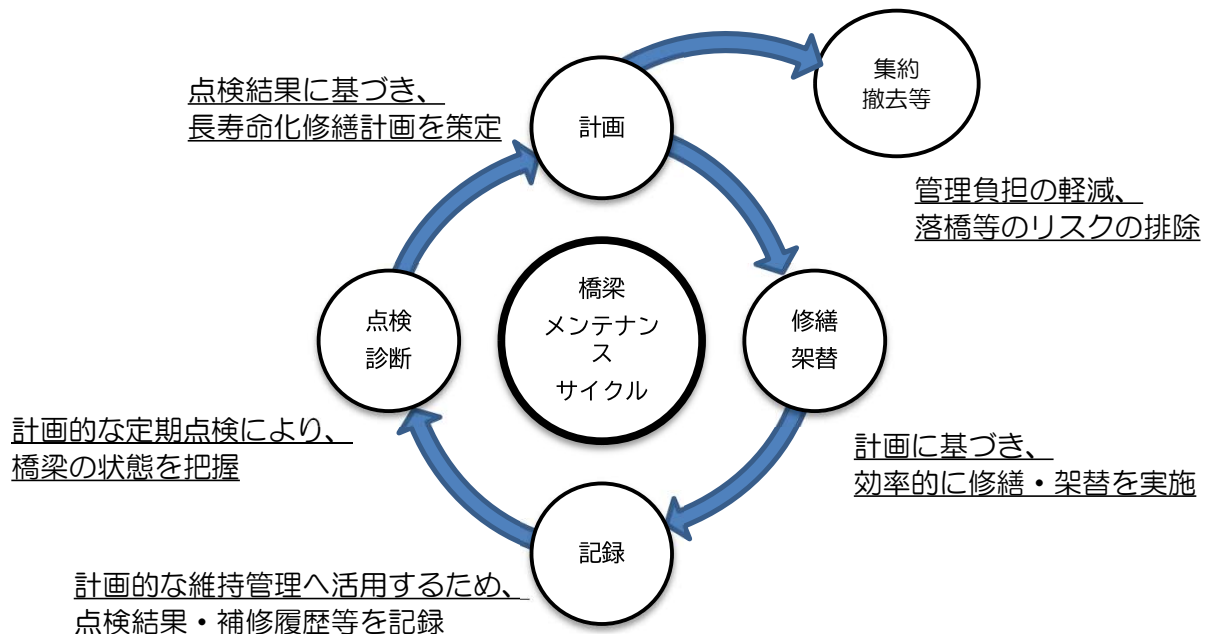 集約
撤去等
点検結果に基づき、
長寿命化修繕計画を策定
計画
管理負担の軽減、
落橋等のリスクの排除
点検
診断
橋梁
メンテナン
ス
サイクル
修繕
架替
計画的な定期点検により、
橋梁の状態を把握
計画に基づき、
効率的に修繕・架替を実施
記録
計画的な維持管理へ活用するため、
点検結果・補修履歴等を記録